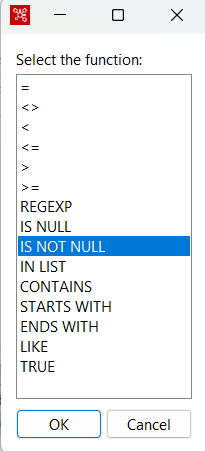 Select the function:
=
<>
<
<=
>
>=
REGEXP
IS NULL
IS NOT NULL
IN LIST
CONTAINS
STARTS WITH
ENDS WITH
LIKE
TRUE
OK Cancel